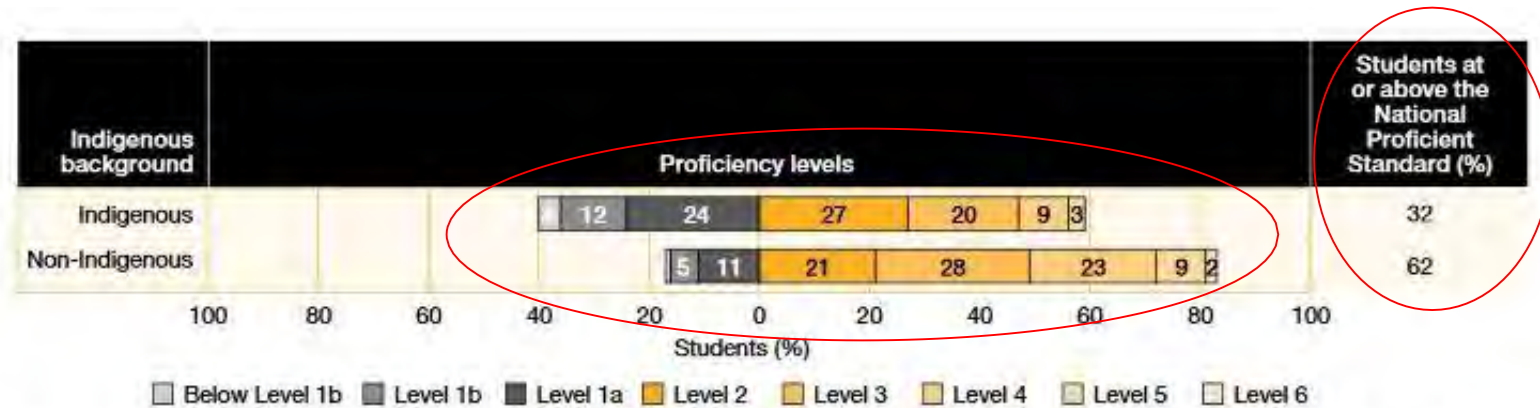 Indigenous
background
Proficiency levels
Students at
or above the
National
Proficient
Standard (%)
Indigenous
4 12 24 27 20 9 3
32
Non-Indigenous
5 11 21 28 23 9 2
62
100 80 60 40 20 0 20 40 60 80 100
Students (%)
Below Level 1b Level 1b Level 1a Level 2 Level 3 Level 4 Level 5 Level 6